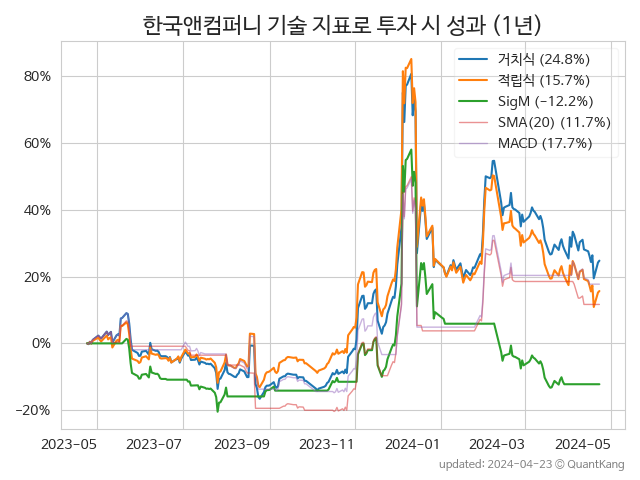 한국앤컴퍼니 기술 지표로 투자 시 성과 (1년)
거치식 (24.8%)
적립식 (15.7%)
SigM (−12.2%)
SMA(20) (11.7%)
MACD (17.7%)
80%
60%
40%
20%
0%
−20%
2023-05 2023-07 2023-09 2023-11 2024-01 2024-03 2024-05
updated: 2024-04-23 © QuantKang